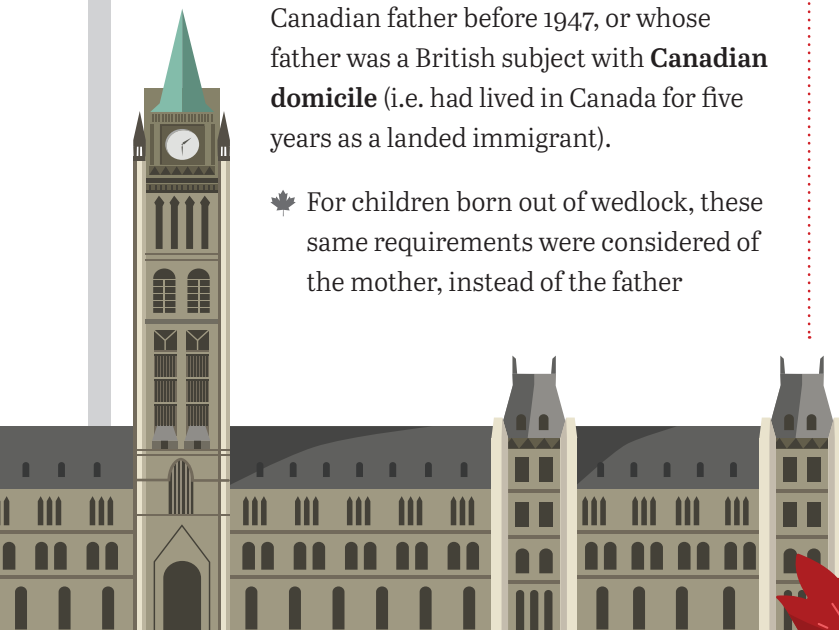 Canadian father before 1947, or whose
father was a British subject with Canadian
domicile (i.e. had lived in Canada for five
years as a landed immigrant).
For children born out of wedlock, these
same requirements were considered of
the mother, instead of the father